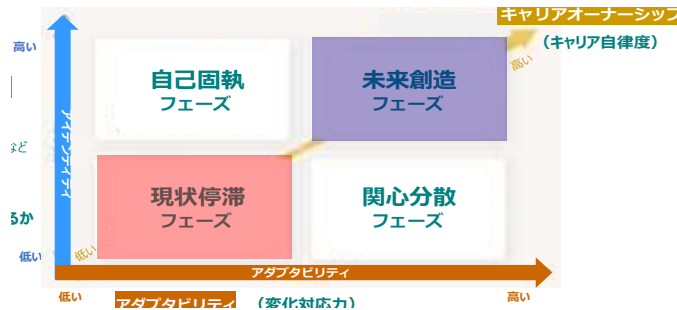 キャリアオーナーシップ
（キャリア自律度）
高い
高い
自己固執
フェーズ
未来創造
フェーズ
アイデンティティ
など
現状停滞
フェーズ
関心分散
フェーズ
るか
低い
低い
アダプタビリティ
低い
高い
アダプタビリティ（変化対応力）